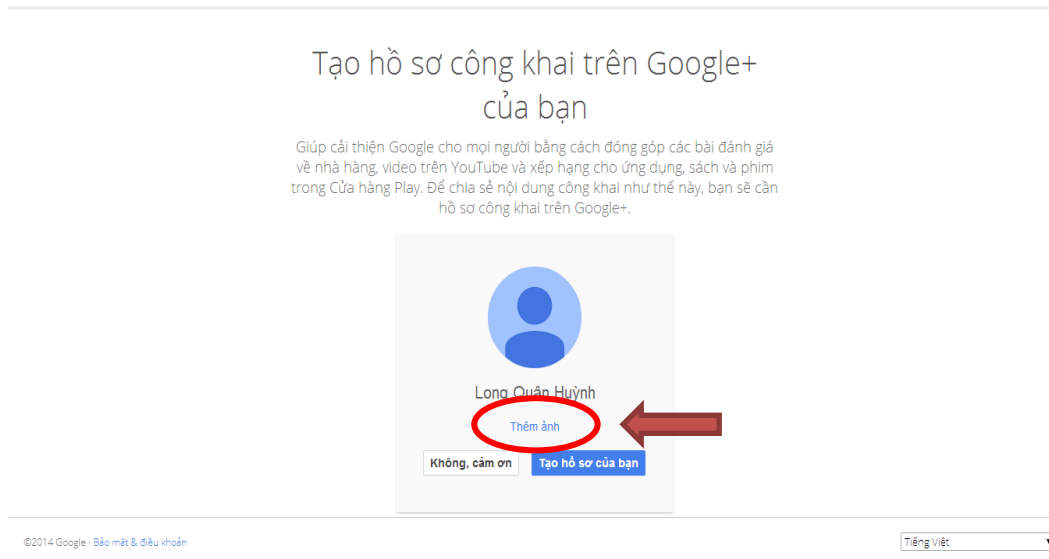 Tạo hồ sơ công khai trên Google+
của bạn
Giúp cải thiện Google cho mọi người bằng cách đóng góp các bài đánh giá
về nhà hàng, video trên YouTube và xếp hạng cho ứng dụng, sách và phim
trong Cửa hàng Play. Để chia sẻ nội dung công khai như thế này, bạn sẽ cần
hồ sơ công khai trên Google+.
Long Quân Huỳnh
Thêm ảnh
Không, cảm ơn Tạo hồ sơ của bạn
©2014 Google · Bảo mật & điều khoản Tiếng Việt